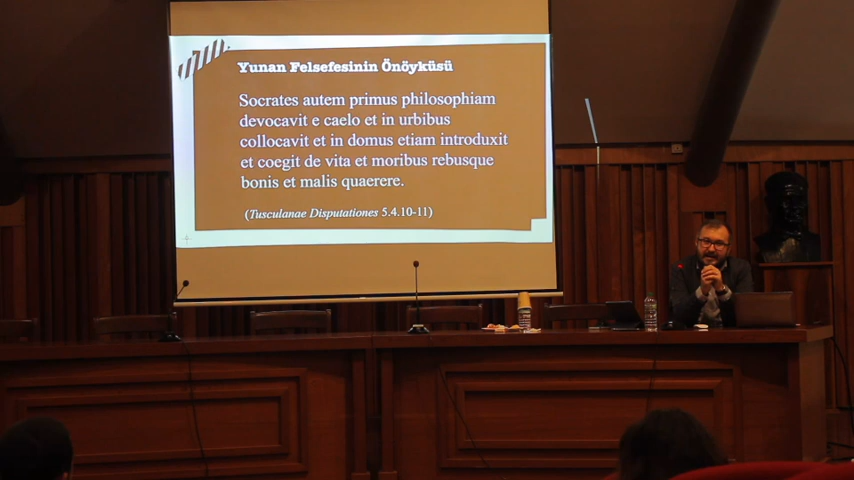 Yunan Felsefesinin Önöyküsü
Socrates autem primus philosophiam
devocavit e caelo et in urbibus
collocavit et in domus etiam introduxit
et coegit de vita et moribus rebusque
bonis et malis quaerere.
(Tusculanae Disputationes 5.4.10-11)